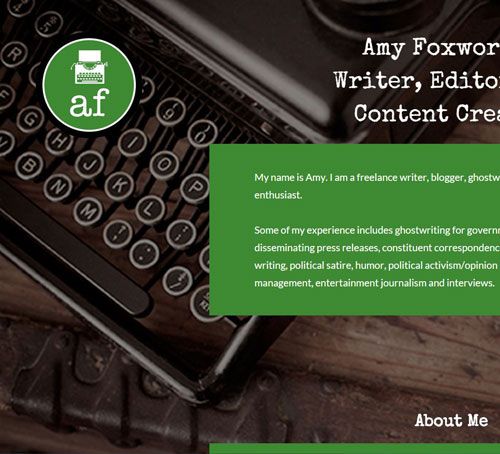 af
Amy Foxwor
Writer, Editor
Content Crea
My name is Amy. I am a freelance writer, blogger, ghostw
enthusiast.
Some of my experience includes ghostwriting for governm
disseminating press releases, constituent correspondenc
writing, political satire, humor, political activism/opinion
management, entertainment journalism and interviews.
About Me